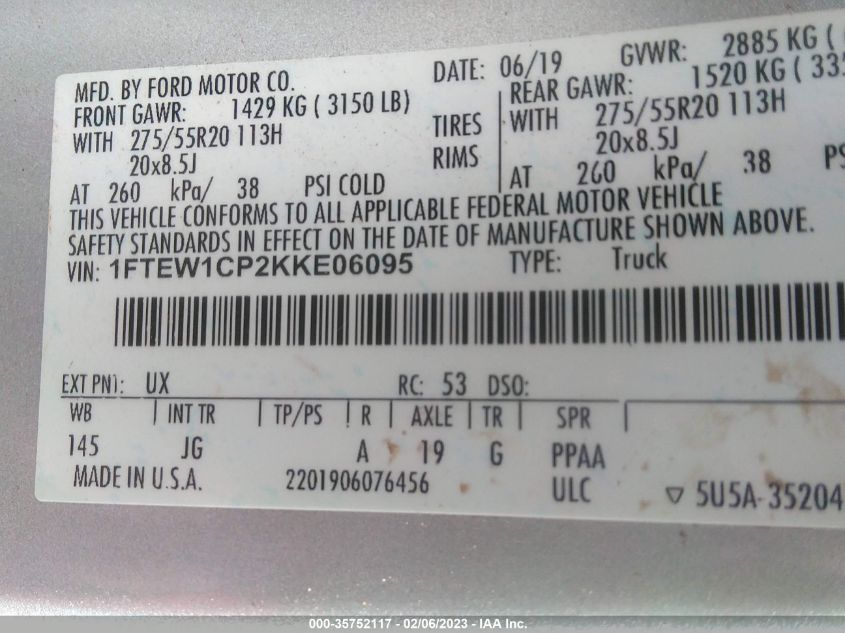 MFD. BY FORD MOTOR CO. DATE: 06/19 GVWR: 2885 KG (
FRONT GAWR: 1429 KG ( 3150 LB) REAR GAWR: 1520 KG ( 335
WITH 275/55R20 113H TIRES WITH 275/55R20 113H
20x8.5J RIMS 20x8.5J
AT 260 kPa/ 38 PSI COLD AT 260 kPa/ 38 PS
THIS VEHICLE CONFORMS TO ALL APPLICABLE FEDERAL MOTOR VEHICLE
SAFETY STANDARDS IN EFFECT ON THE DATE OF MANUFACTURE SHOWN ABOVE.
VIN: 1FTEW1CP2KKE06095 TYPE: Truck
EXT PNT: UX RC: 53 DSO:
WB | INT TR | TP/PS | R | AXLE | TR | SPR |
145 JG A 19 G PPAA
MADE IN U.S.A. 2201906076456 ULC ▽ 5U5A-35204
000-35752117 - 02/06/2023 - IAA Inc.